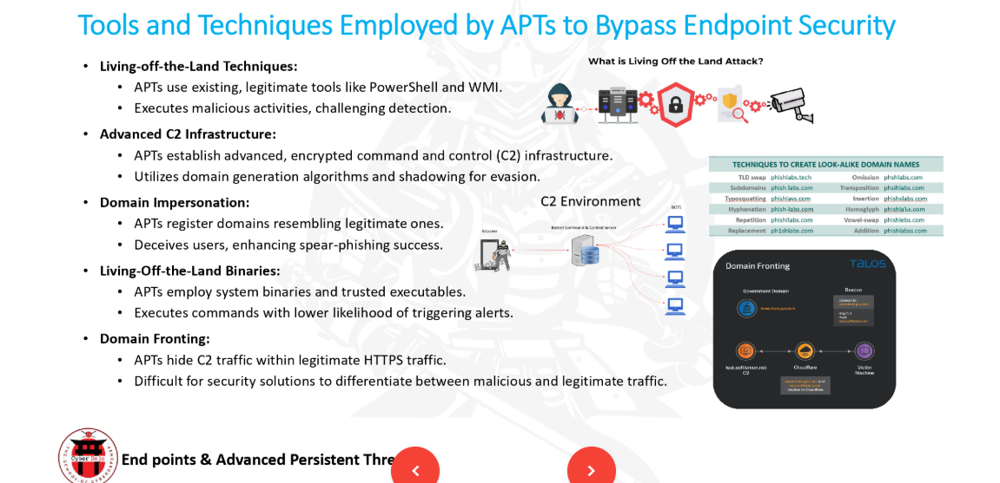 Tools and Techniques Employed by APTs to Bypass Endpoint Security
• Living-off-the-Land Techniques:
• APTs use existing, legitimate tools like PowerShell and WMI.
• Executes malicious activities, challenging detection.
• Advanced C2 Infrastructure:
• APTs establish advanced, encrypted command and control (C2) infrastructure.
• Utilizes domain generation algorithms and shadowing for evasion.
• Domain Impersonation:
• APTs register domains resembling legitimate ones.
• Deceives users, enhancing spear-phishing success.
• Living-Off-the-Land Binaries:
• APTs employ system binaries and trusted executables.
• Executes commands with lower likelihood of triggering alerts.
• Domain Fronting:
• APTs hide C2 traffic within legitimate HTTPS traffic.
• Difficult for security solutions to differentiate between malicious and legitimate traffic.
What is Living Off the Land Attack?
C2 Environment
Attacker
Botnet Command & Control Server
BOTS
TECHNIQUES TO CREATE LOOK-ALIKE DOMAIN NAMES
TLD swap phishlabs.tech Omission phshlabs.com
Subdomains phish.labs.com Transposition phsihlabs.com
Typosquatting phishlavs.com Insertion phishxlabs.com
Hyphenation phish-labs.com Homoglyph
Repetition phishilabs.com Vowel-swap phishlebs.com
Replacement ph1shlabs.com Addition phishlabss.com
Domain Fronting
TALOS
Government Domain
Beacon
test.softlemon.net
C2
Cloudflare
Victim
Machine
Cyber Dojo
End points & Advanced Persistent Thre